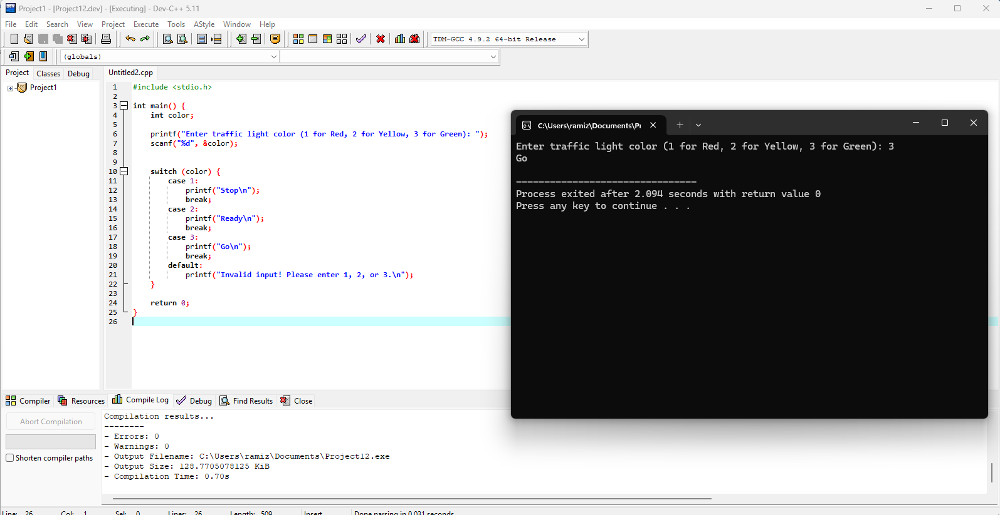 Project1 - [Project12.dev] - [Executing] - Dev-C++ 5.11
File Edit Search View Project Execute Tools AStyle Window Help
TDM-GCC 4.9.2 64-bit Release
(globals)
Project Classes Debug
Project1
Untitled2.cpp
1 #include <stdio.h>
2
3 int main() {
4 int color;
5
6 printf("Enter traffic light color (1 for Red, 2 for Yellow, 3 for Green): ");
7 scanf("%d", &color);
8
9
10 switch (color) {
11 case 1:
12 printf("Stop\n");
13 break;
14 case 2:
15 printf("Ready\n");
16 break;
17 case 3:
18 printf("Go\n");
19 break;
20 default:
21 printf("Invalid input! Please enter 1, 2, or 3.\n");
22 }
23
24 return 0;
25 }
26
C:\Users\ramiz\Documents\Pr
Enter traffic light color (1 for Red, 2 for Yellow, 3 for Green): 3
Go
--------------------------------
Process exited after 2.094 seconds with return value 0
Press any key to continue . . .
Compiler Resources Compile Log Debug Find Results Close
Abort Compilation
Shorten compiler paths
Compilation results...
--------
- Errors: 0
- Warnings: 0
- Output Filename: C:\Users\ramiz\Documents\Project12.exe
- Output Size: 128.7705078125 KiB
- Compilation Time: 0.70s
Line: 26 Col: 1 Sel: 0 Lines: 26 Length: 509 Insert Done parsing in 0.031 seconds